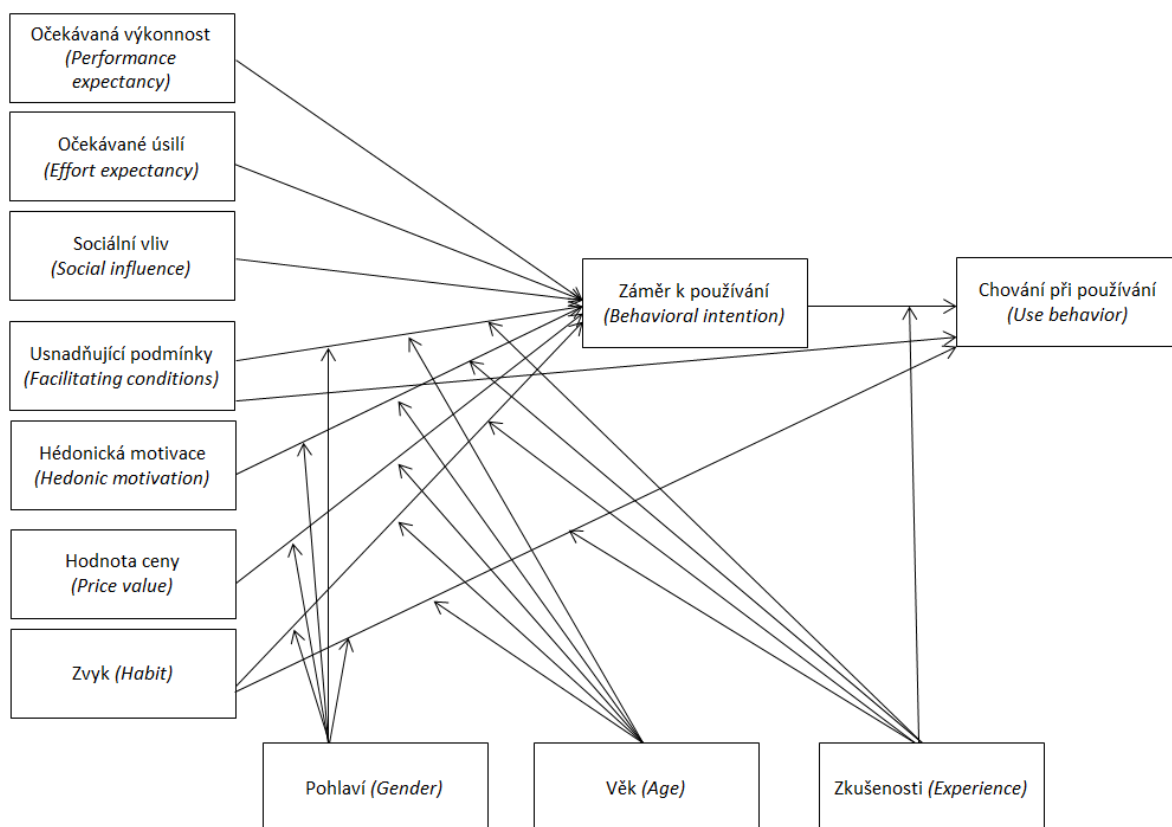 Očekávaná výkonnost
(Performance
expectancy)
Očekávané úsilí
(Effort expectancy)
Sociální vliv
(Social influence)
Usnadňující podmínky
(Facilitating conditions)
Hédonická motivace
(Hedonic motivation)
Hodnota ceny
(Price value)
Zvyk (Habit)
Záměr k používání
(Behavioral intention)
Chování při používání
(Use behavior)
Pohlaví (Gender)
Věk (Age)
Zkušenosti (Experience)